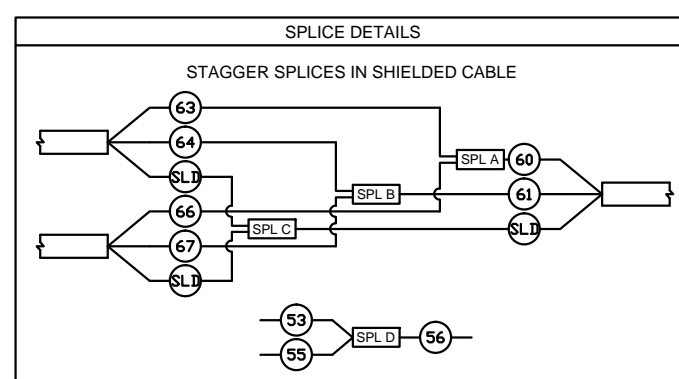 SPLICE DETAILS
STAGGER SPLICES IN SHIELDED CABLE
63
64
SPL A
60
SLD
SPL B
61
66
SPL C
SLD
67
SLD
53
SPL D
56
55